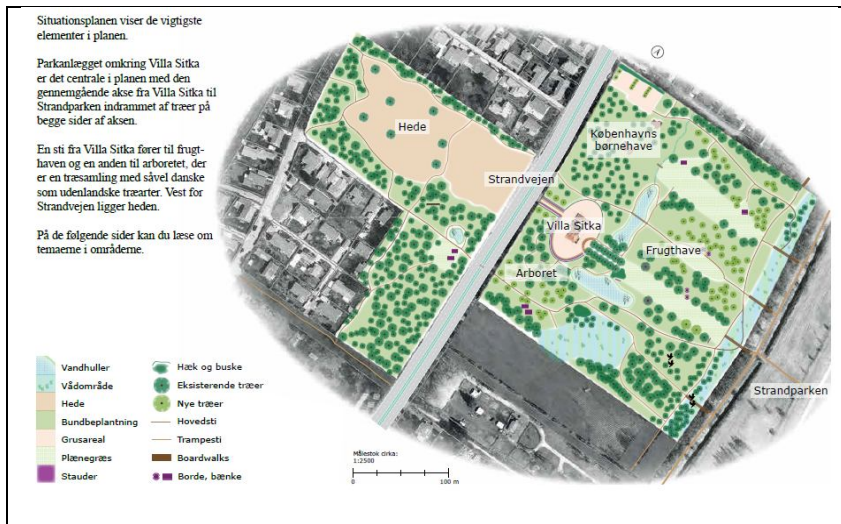 Situationsplanen viser de vigtigste
elementer i planen.
Parkanlægget omkring Villa Sitka
er det centrale i planen med den
gennemgående akse fra Villa Sitka til
Strandparken indrammet af træer på
begge sider af aksen.
En sti fra Villa Sitka fører til frugt-
haven og en anden til arboretet, der
er en træsamling med såvel danske
som udenlandske træarter. Vest for
Strandvejen ligger heden.
På de følgende sider kan du læse om
temaerne i områderne.
Hede
Københavns
børnehave
Strandvejen
Villa Sitka
Frugthave
Arboret
Strandparken
Vandhuller
Vådområde
Hede
Bundbeplantning
Grusareal
Plænegræs
Stauder
Hæk og buske
Eksisterende træer
Nye træer
Hovedsti
Trampesti
Boardwalks
Borde, bænke
Målestok cirka:
1:2500
0
100 m